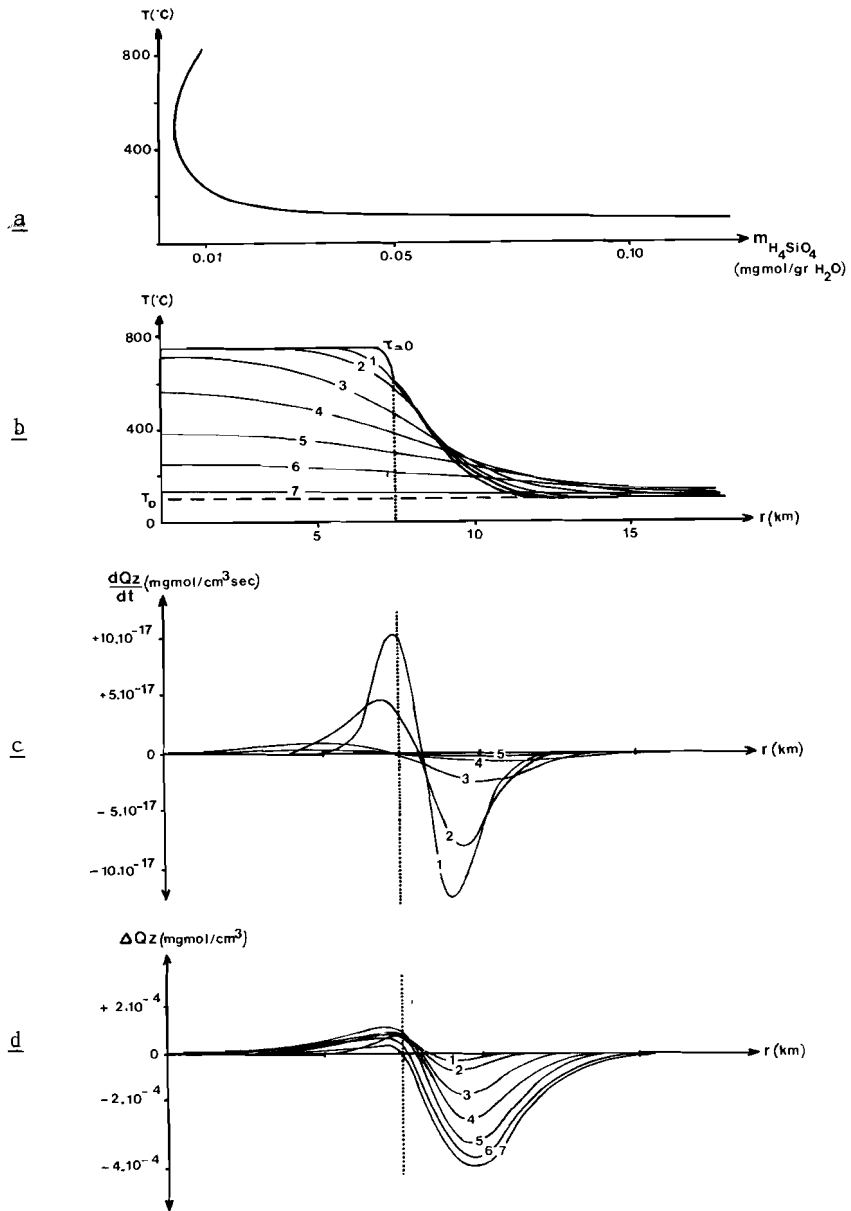 a
T(°C)
800
400
0.01
0.05
0.10
m H₄SiO₄
(mgmol/gr H₂O)
b
T(°C)
800
400
T₀
0
τ=0
1
2
3
4
5
6
7
5
10
15
r (km)
c
dQz/dt (mgmol/cm³sec)
+10.10⁻¹⁷
+5.10⁻¹⁷
0
-5.10⁻¹⁷
-10.10⁻¹⁷
5
4
3
2
1
r (km)
d
ΔQz (mgmol/cm³)
+2.10⁻⁴
0
-2.10⁻⁴
-4.10⁻⁴
1
2
3
4
5
6 7
r (km)